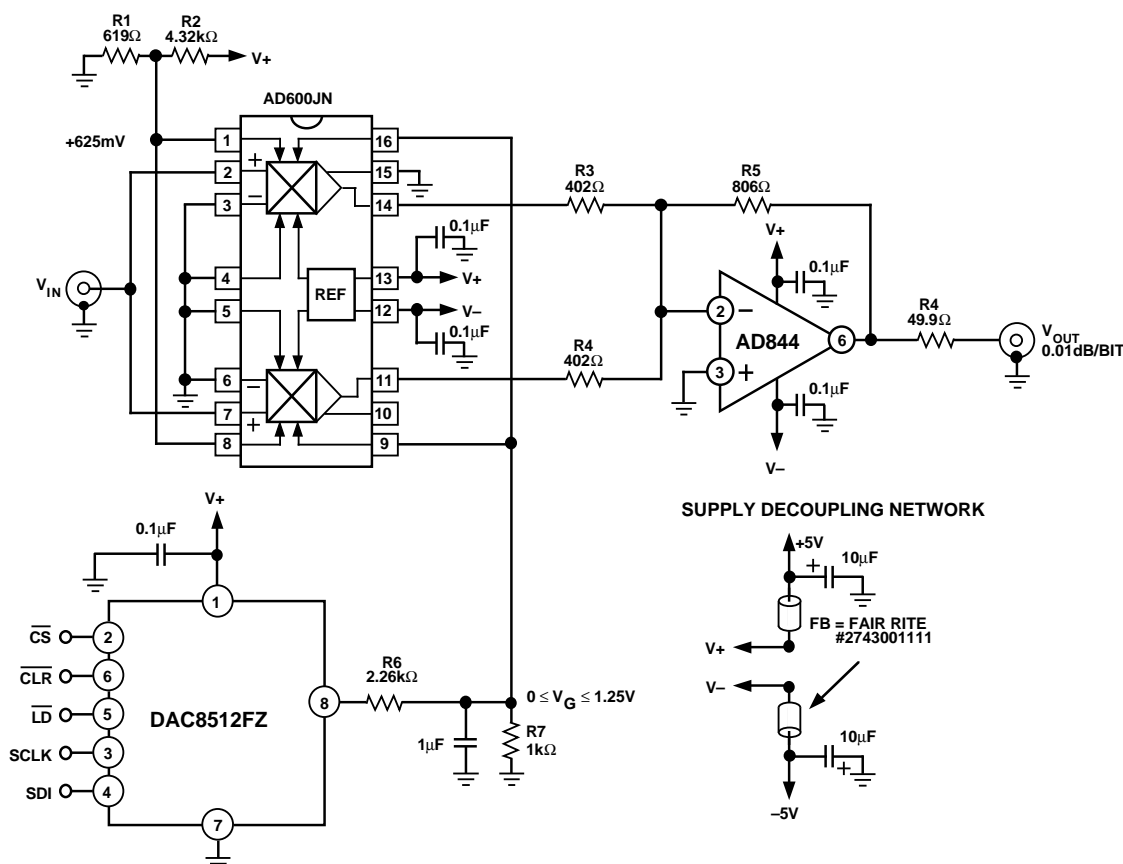 R1
619Ω
R2
4.32kΩ
V+
AD600JN
+625mV
1
16
2
+
15
3
−
14
4
13
5
REF
12
6
−
11
7
+
10
8
9
0.1µF
V+
V–
0.1µF
V_IN
R3
402Ω
R4
402Ω
R5
806Ω
V+
0.1µF
2
−
AD844
6
3
+
R4
49.9Ω
V_OUT
0.01dB/BIT
0.1µF
V–
V+
0.1µF
1
C̅S̅
2
C̅L̅R̅
6
L̅D̅
5
SCLK
3
SDI
4
DAC8512FZ
8
7
R6
2.26kΩ
0 ≤ V_G ≤ 1.25V
1µF
R7
1kΩ
SUPPLY DECOUPLING NETWORK
+5V
+
10µF
FB = FAIR RITE
#2743001111
V+
V–
10µF
+
–5V